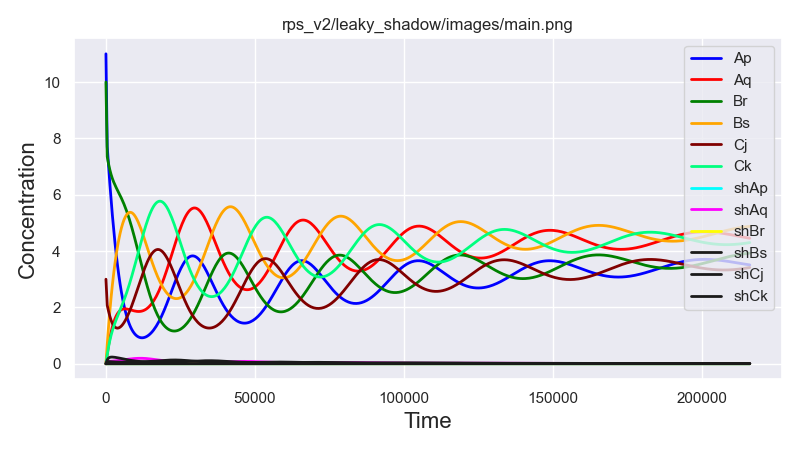 rps_v2/leaky_shadow/images/main.png
Concentration
10
8
6
4
2
0
0
50000
100000
150000
200000
Time
Ap
Aq
Br
Bs
Cj
Ck
shAp
shAq
shBr
shBs
shCj
shCk